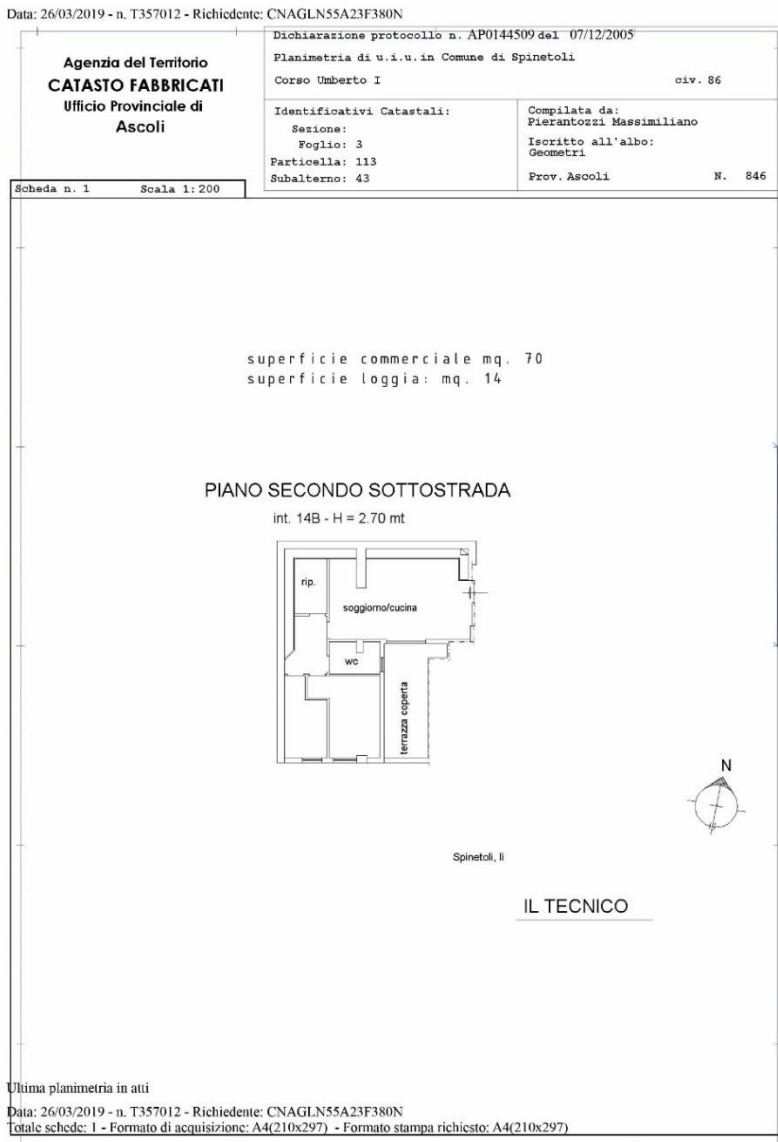 Data: 26/03/2019 - n. T357012 - Richiedente: CNAGLN55A23F380N
Agenzia del Territorio
CATASTO FABBRICATI
Ufficio Provinciale di
Ascoli
Dichiarazione protocollo n. AP0144509 del 07/12/2005
Planimetria di u.i.u. in Comune di Spinetoli
Corso Umberto I civ. 86
Identificativi Catastali:
Sezione:
Foglio: 3
Particella: 113
Subalterno: 43
Compilata da:
Pierantozzi Massimiliano
Iscritto all'albo:
Geometri
Prov. Ascoli N. 846
Scheda n. 1 Scala 1:200
superficie commerciale mq. 70
superficie loggia: mq. 14
PIANO SECONDO SOTTOSTRADA
int. 14B - H = 2.70 mt
rip.
soggiorno/cucina
wc
terrazza coperta
N
Spinetoli, li
IL TECNICO
Ultima planimetria in atti
Data: 26/03/2019 - n. T357012 - Richiedente: CNAGLN55A23F380N
Totale schede: 1 - Formato di acquisizione: A4(210x297) - Formato stampa richiesto: A4(210x297)